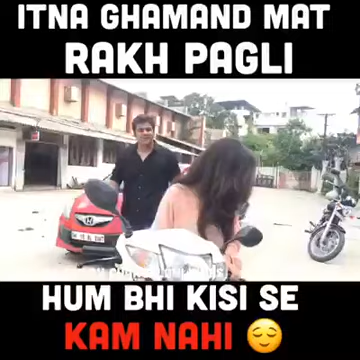 ITNA GHAMAND MAT
RAKH PAGLI
HUM BHI KISI SE
KAM NAHI 😌